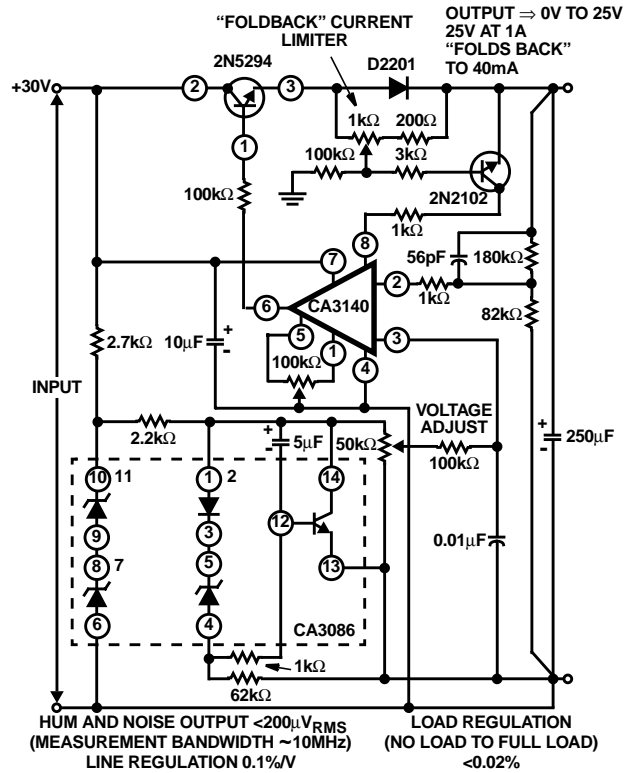 "FOLDBACK" CURRENT
LIMITER
OUTPUT ⇒ 0V TO 25V
25V AT 1A
"FOLDS BACK"
TO 40mA
2N5294
D2201
+30V
2
3
1kΩ
200Ω
1
100kΩ
3kΩ
100kΩ
2N2102
1kΩ
8
7
56pF
180kΩ
2
6
CA3140
1kΩ
82kΩ
5
3
2.7kΩ
10μF
+
-
1
100kΩ
4
INPUT
VOLTAGE
ADJUST
+
-
250μF
2.2kΩ
+
-
5μF
50kΩ
100kΩ
10
11
1
2
14
12
9
3
0.01μF
8
7
5
13
6
4
CA3086
1kΩ
62kΩ
HUM AND NOISE OUTPUT <200μVRMS
(MEASUREMENT BANDWIDTH ~10MHz)
LINE REGULATION 0.1%/V
LOAD REGULATION
(NO LOAD TO FULL LOAD)
<0.02%